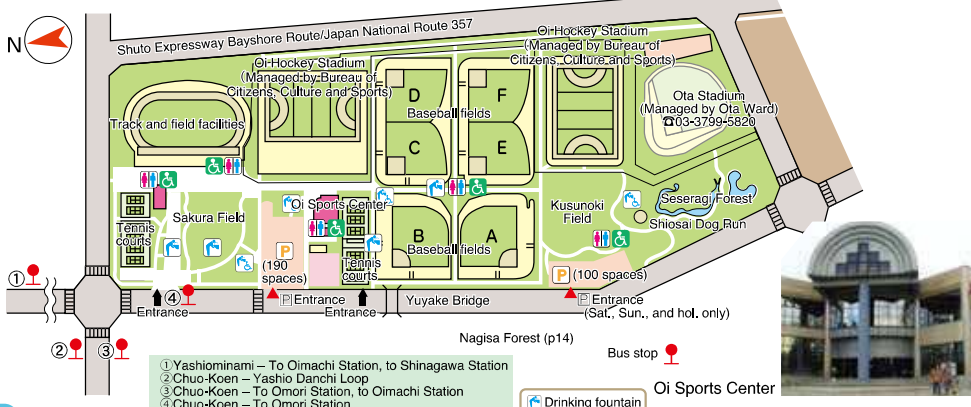 N
Shuto Expressway Bayshore Route/Japan National Route 357
Oi Hockey Stadium
(Managed by Bureau of
Citizens, Culture and Sports)
Oi Hockey Stadium
(Managed by Bureau of
Citizens, Culture and Sports)
Ota Stadium
(Managed by Ota Ward)
☎03-3799-5820
Track and field facilities
D
F
Baseball fields
C
E
Tennis
courts
Sakura Field
Oi Sports Center
Kusunoki
Field
Seseragi Forest
Shiosai Dog Run
B
A
Baseball fields
Tennis
courts
P
(190
spaces)
P
(100 spaces)
①
④
Entrance
P Entrance
Entrance
Yuyake Bridge
P Entrance
(Sat., Sun., and hol. only)
②
③
Nagisa Forest (p14)
Bus stop
①Yashiominami – To Oimachi Station, to Shinagawa Station
②Chuo-Koen – Yashio Danchi Loop
③Chuo-Koen – To Omori Station, to Oimachi Station
④Chuo-Koen – To Omori Station
Drinking fountain
Oi Sports Center